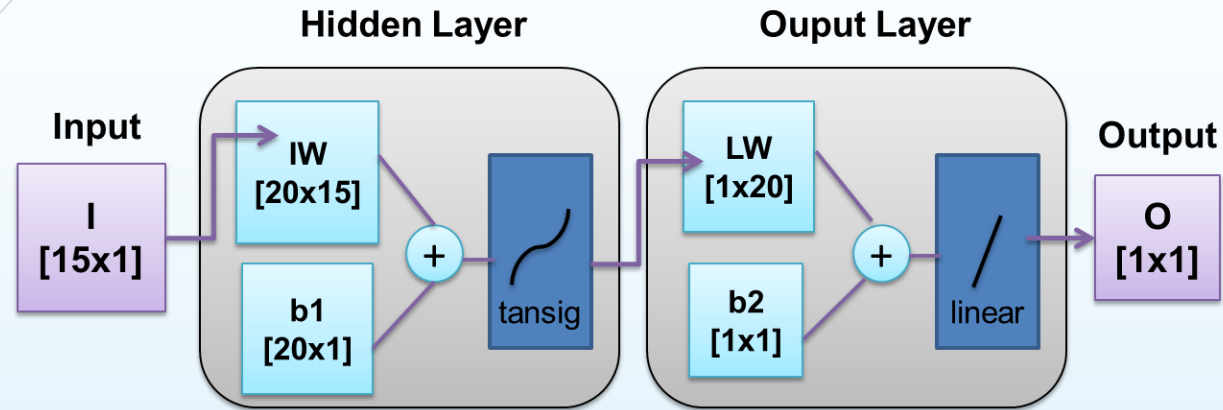 Hidden Layer
Ouput Layer
Input
Output
I
[15x1]
IW
[20x15]
b1
[20x1]
+
tansig
LW
[1x20]
b2
[1x1]
+
linear
O
[1x1]